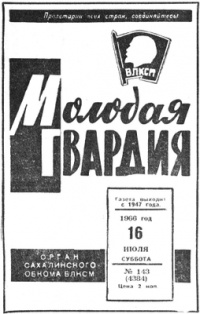 Пролетарии всех стран, соединяйтесь!
ВЛКСМ
Молодая
Гвардия
Газета выходит
с 1947 года
1966 год
16
ИЮЛЯ
СУББОТА
№ 143
(4384)
Цена 2 коп.
ОРГАН
САХАЛИНСКОГО
ОБКОМА ВЛКСМ